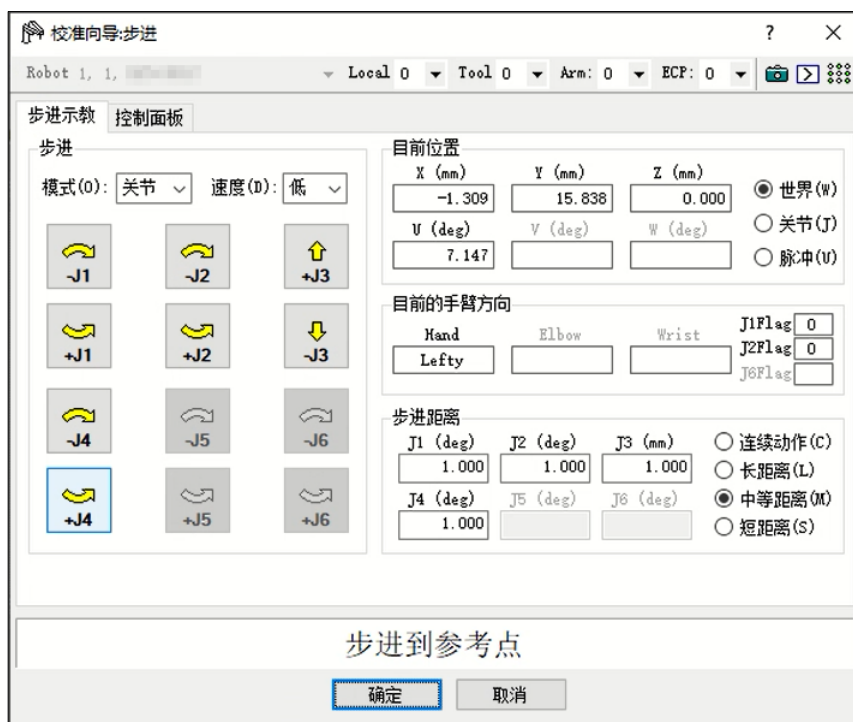 校准向导:步进
Robot 1, 1,
Local 0 Tool 0 Arm: 0 ECP: 0
步进示教 控制面板
步进
模式(O): 关节 速度(D): 低
-J1 -J2 +J3
+J1 +J2 -J3
-J4 -J5 -J6
+J4 +J5 +J6
目前位置
X (mm) Y (mm) Z (mm)
-1.309 15.838 0.000
U (deg) V (deg) W (deg)
7.147
世界(W)
关节(J)
脉冲(U)
目前的手臂方向
Hand Elbow Wrist
Lefty
J1Flag 0
J2Flag 0
J6Flag
步进距离
J1 (deg) J2 (deg) J3 (mm)
1.000 1.000 1.000
J4 (deg) J5 (deg) J6 (deg)
1.000
连续动作(C)
长距离(L)
中等距离(M)
短距离(S)
步进到参考点
确定 取消